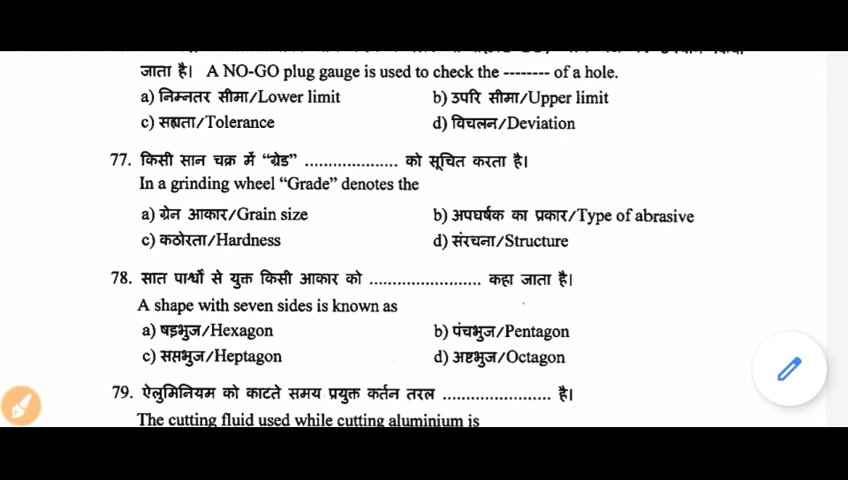 जाता है। A NO-GO plug gauge is used to check the -------- of a hole.
a) निम्नतर सीमा/Lower limit b) उपरि सीमा/Upper limit
c) सह्यता/Tolerance d) विचलन/Deviation
77. किसी सान चक्र में “ग्रेड” .................... को सूचित करता है।
In a grinding wheel “Grade” denotes the
a) ग्रेन आकार/Grain size b) अपघर्षक का प्रकार/Type of abrasive
c) कठोरता/Hardness d) संरचना/Structure
78. सात पार्श्वों से युक्त किसी आकार को ........................ कहा जाता है।
A shape with seven sides is known as
a) षड्भुज/Hexagon b) पंचभुज/Pentagon
c) सप्तभुज/Heptagon d) अष्टभुज/Octagon
79. ऐलुमिनियम को काटते समय प्रयुक्त कर्तन तरल ....................... है।
The cutting fluid used while cutting aluminium is